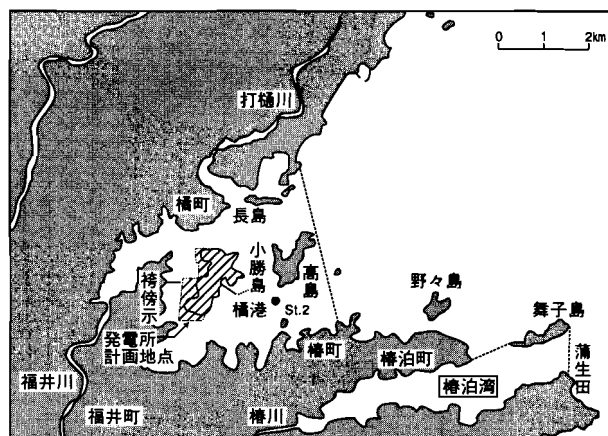 0 1 2km
打樋川
橘町
長島
小勝島
高島
袴傍示
橘港
St.2
野々島
舞子島
発電所
計画地点
椿町
椿泊町
蒲生田
福井川
椿泊湾
福井町
椿川